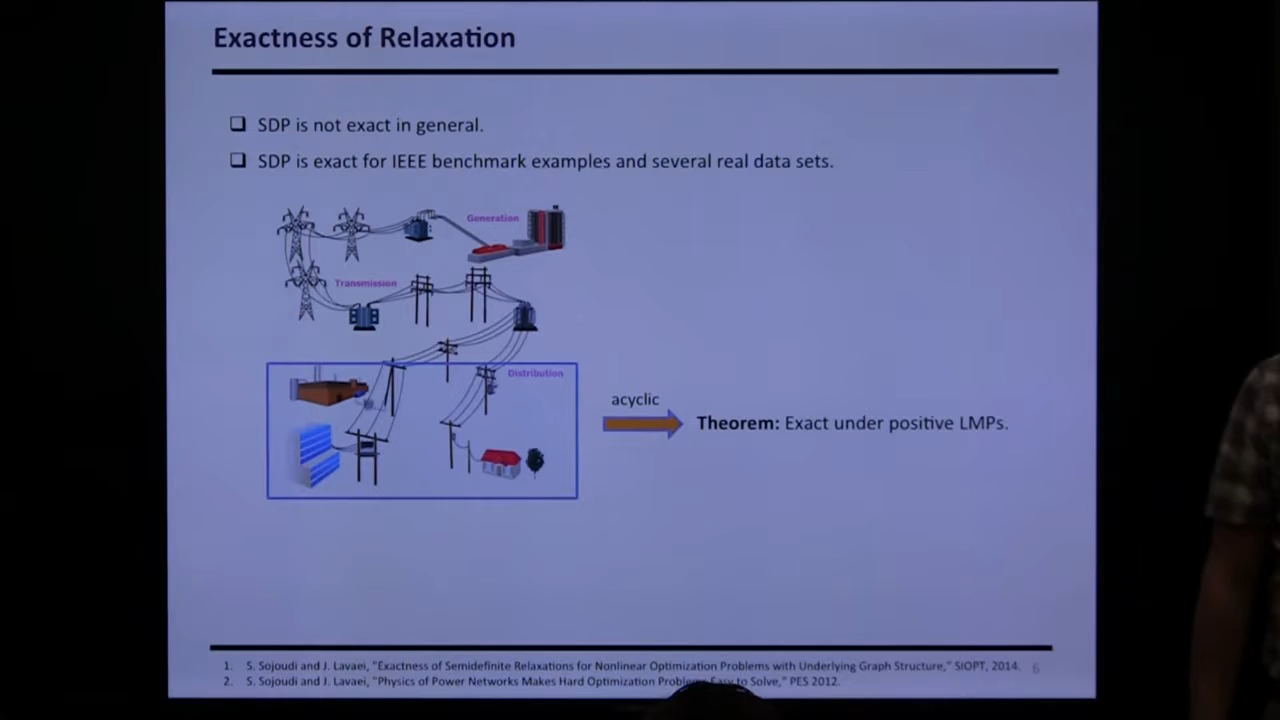 Exactness of Relaxation
SDP is not exact in general.
SDP is exact for IEEE benchmark examples and several real data sets.
Generation
Transmission
Distribution
acyclic
Theorem: Exact under positive LMPs.
1. S. Sojoudi and J. Lavaei, "Exactness of Semidefinite Relaxations for Nonlinear Optimization Problems with Underlying Graph Structure," SIOPT, 2014.
6
2. S. Sojoudi and J. Lavaei, "Physics of Power Networks Makes Hard Optimization Problems Easy to Solve," PES 2012.